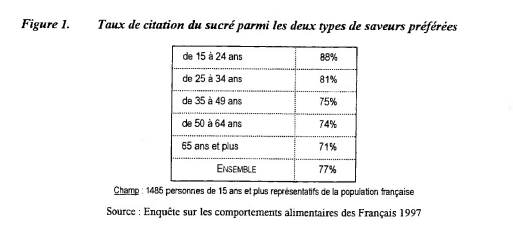 Figure 1. Taux de citation du sucré parmi les deux types de saveurs préférées
de 15 à 24 ans 88%
de 25 à 34 ans 81%
de 35 à 49 ans 75%
de 50 à 64 ans 74%
65 ans et plus 71%
ENSEMBLE 77%
Champ : 1485 personnes de 15 ans et plus représentatifs de la population française
Source : Enquête sur les comportements alimentaires des Français 1997